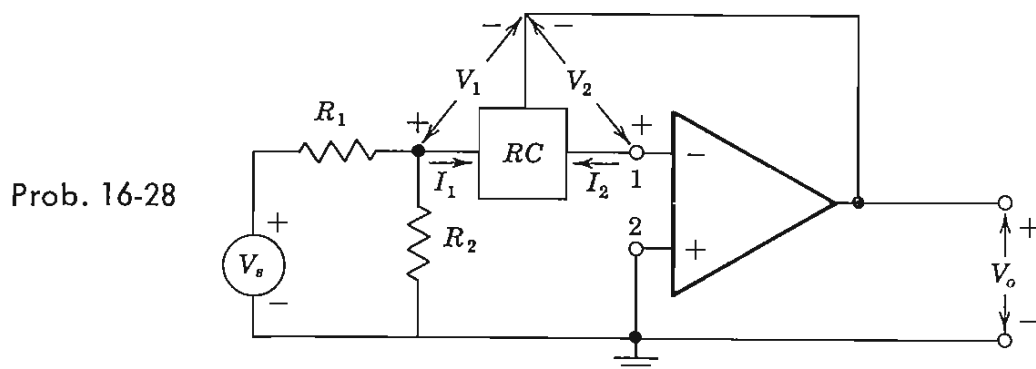 Prob. 16-28
R₁
V₁
V₂
RC
I₁
I₂
1
2
R₂
Vₛ
Vₒ
+
−
+
−
+
−
+
−
+
+
−